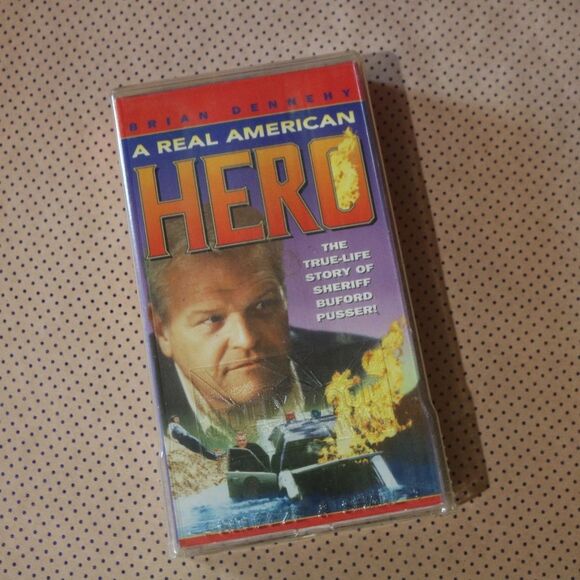 BRIAN DENNEHY
A REAL AMERICAN
HERO
THE
TRUE-LIFE
STORY OF
SHERIFF
BUFORD
PUSSER!